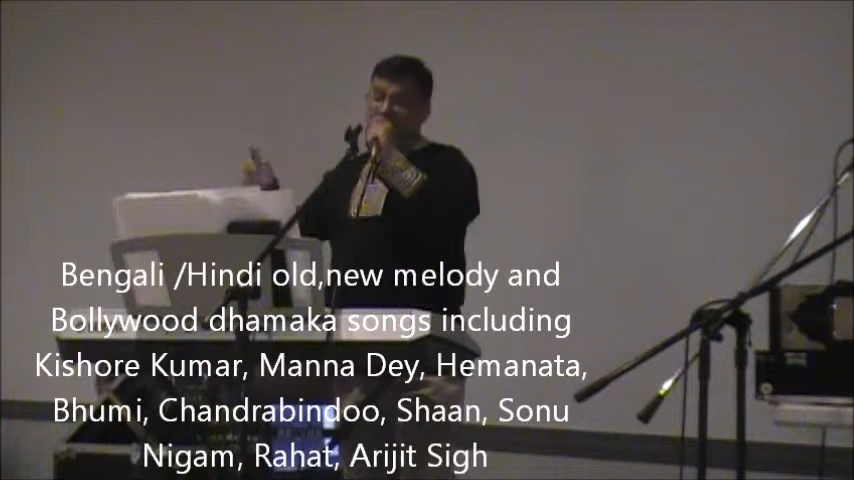 Bengali /Hindi old,new melody and
Bollywood dhamaka songs including
Kishore Kumar, Manna Dey, Hemanata,
Bhumi, Chandrabindoo, Shaan, Sonu
Nigam, Rahat, Arijit Sigh